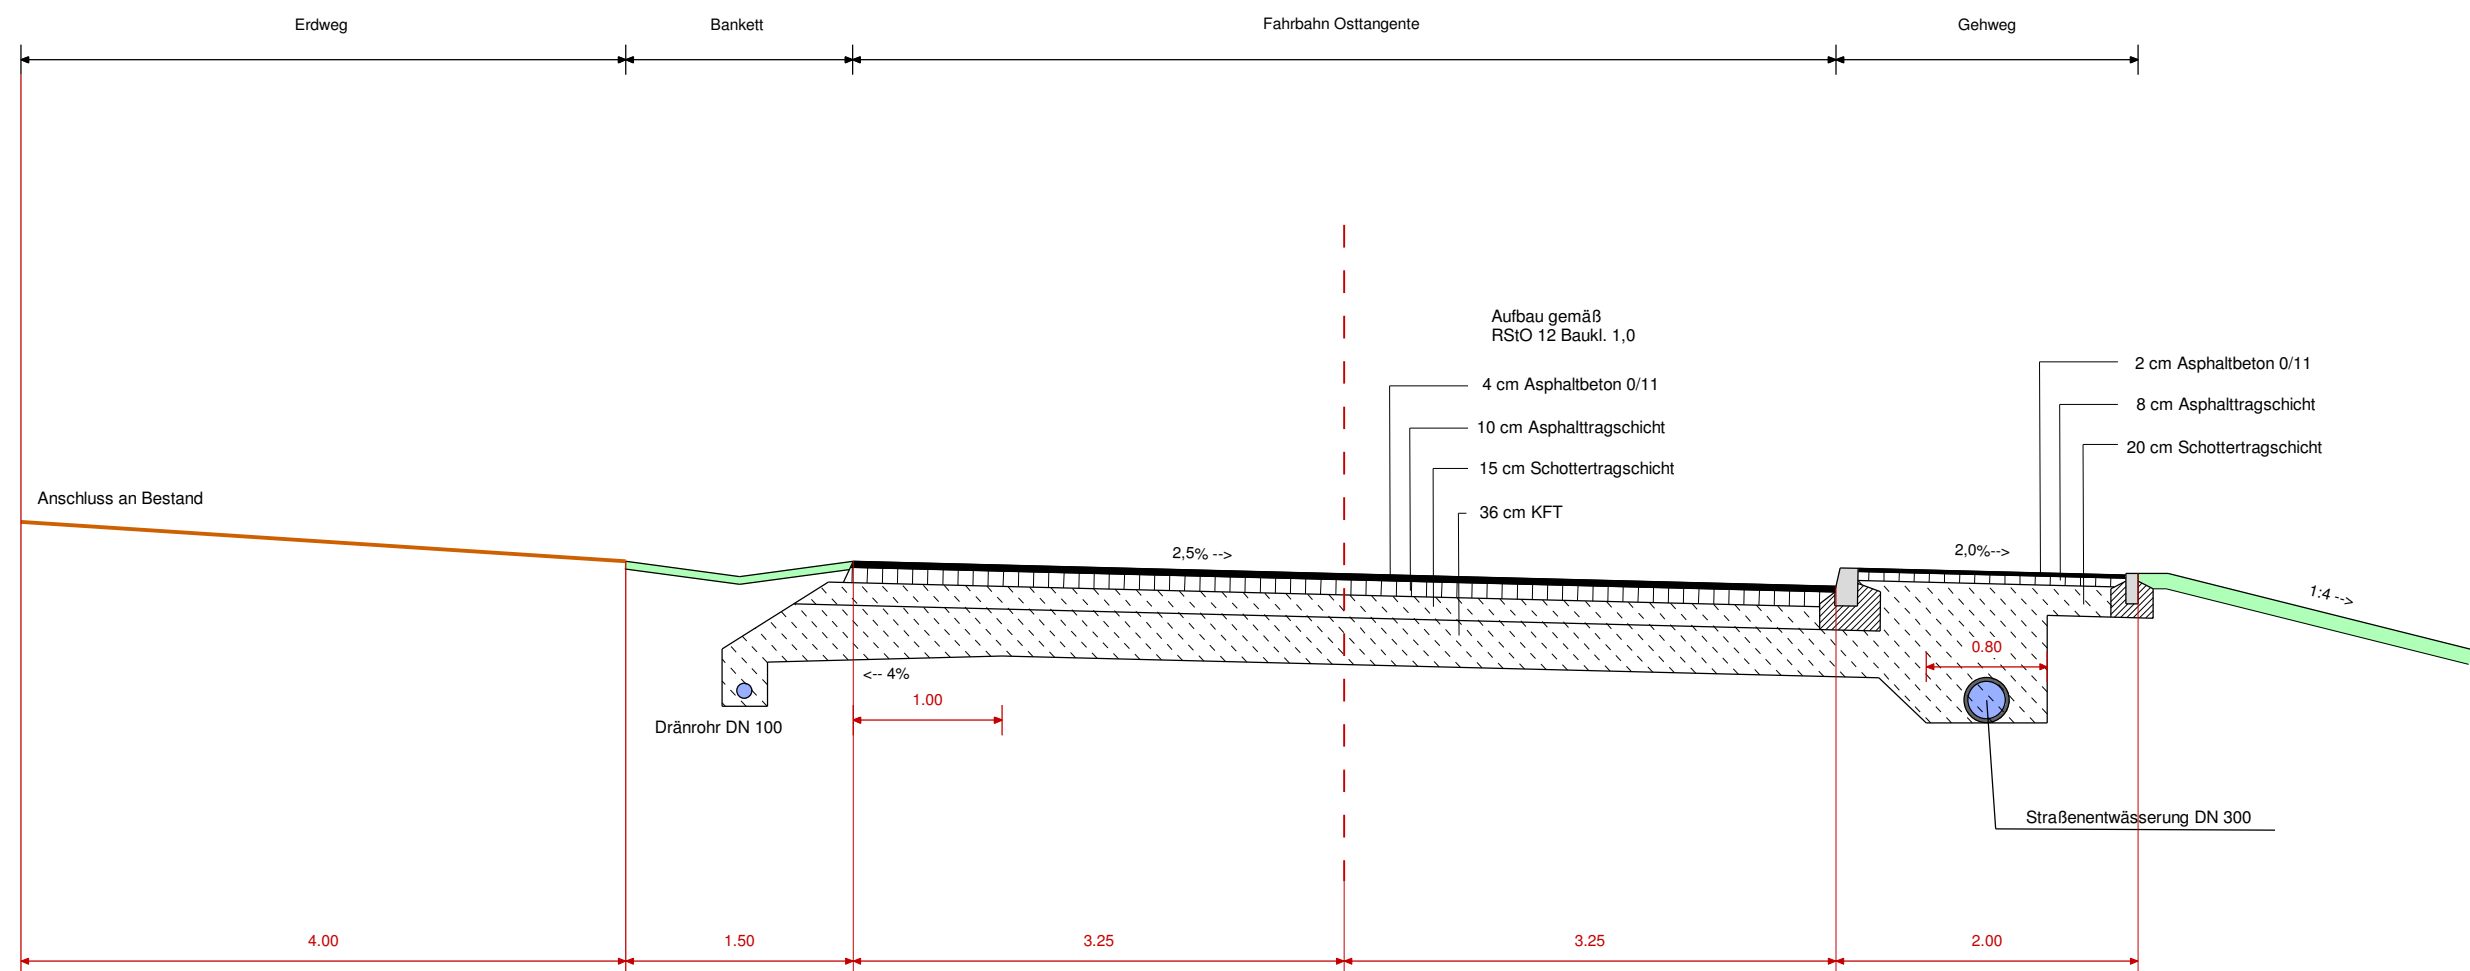 Erdweg
Bankett
Fahrbahn Osttangente
Gehweg
Aufbau gemäß
RStO 12 Baukl. 1,0
4 cm Asphaltbeton 0/11
10 cm Asphalttragschicht
15 cm Schottertragschicht
36 cm KFT
2 cm Asphaltbeton 0/11
8 cm Asphalttragschicht
20 cm Schottertragschicht
Anschluss an Bestand
2,5% -->
2,0%-->
1:4 -->
<-- 4%
1.00
0.80
Dränrohr DN 100
Straßenentwässerung DN 300
4.00
1.50
3.25
3.25
2.00